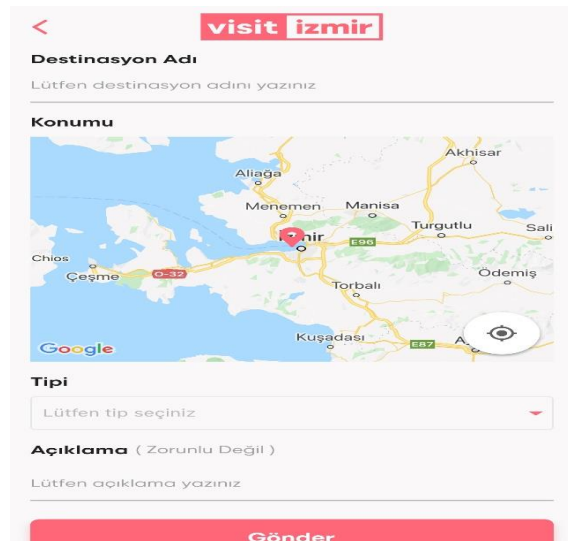 visit izmir
Destinasyon Adı
Lütfen destinasyon adını yazınız
Konumu
Akhisar
Aliağa
Menemen
Manisa
Turgutlu
Sali
E96
Chios
Çeşme
O-32
Torbalı
Ödemiş
Kuşadası
E87
Google
Tipi
Lütfen tip seçiniz
Açıklama ( Zorunlu Değil )
Lütfen açıklama yazınız
Gönder